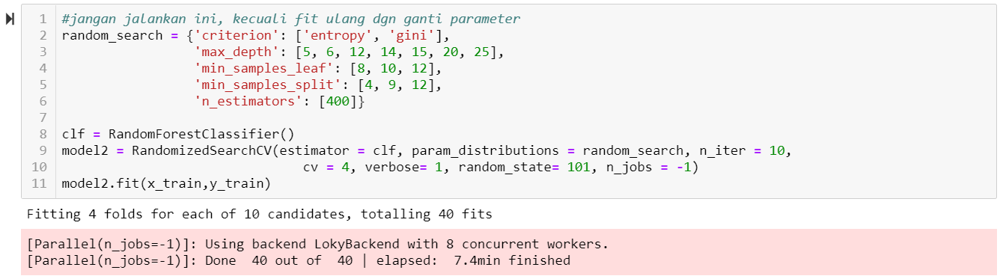 1 #jangan jalankan ini, kecuali fit ulang dgn ganti parameter
2 random_search = {'criterion': ['entropy', 'gini'],
3 'max_depth': [5, 6, 12, 14, 15, 20, 25],
4 'min_samples_leaf': [8, 10, 12],
5 'min_samples_split': [4, 9, 12],
6 'n_estimators': [400]}
7
8 clf = RandomForestClassifier()
9 model2 = RandomizedSearchCV(estimator = clf, param_distributions = random_search, n_iter = 10,
10 cv = 4, verbose= 1, random_state= 101, n_jobs = -1)
11 model2.fit(x_train,y_train)
Fitting 4 folds for each of 10 candidates, totalling 40 fits
[Parallel(n_jobs=-1)]: Using backend LokyBackend with 8 concurrent workers.
[Parallel(n_jobs=-1)]: Done  40 out of  40 | elapsed:  7.4min finished